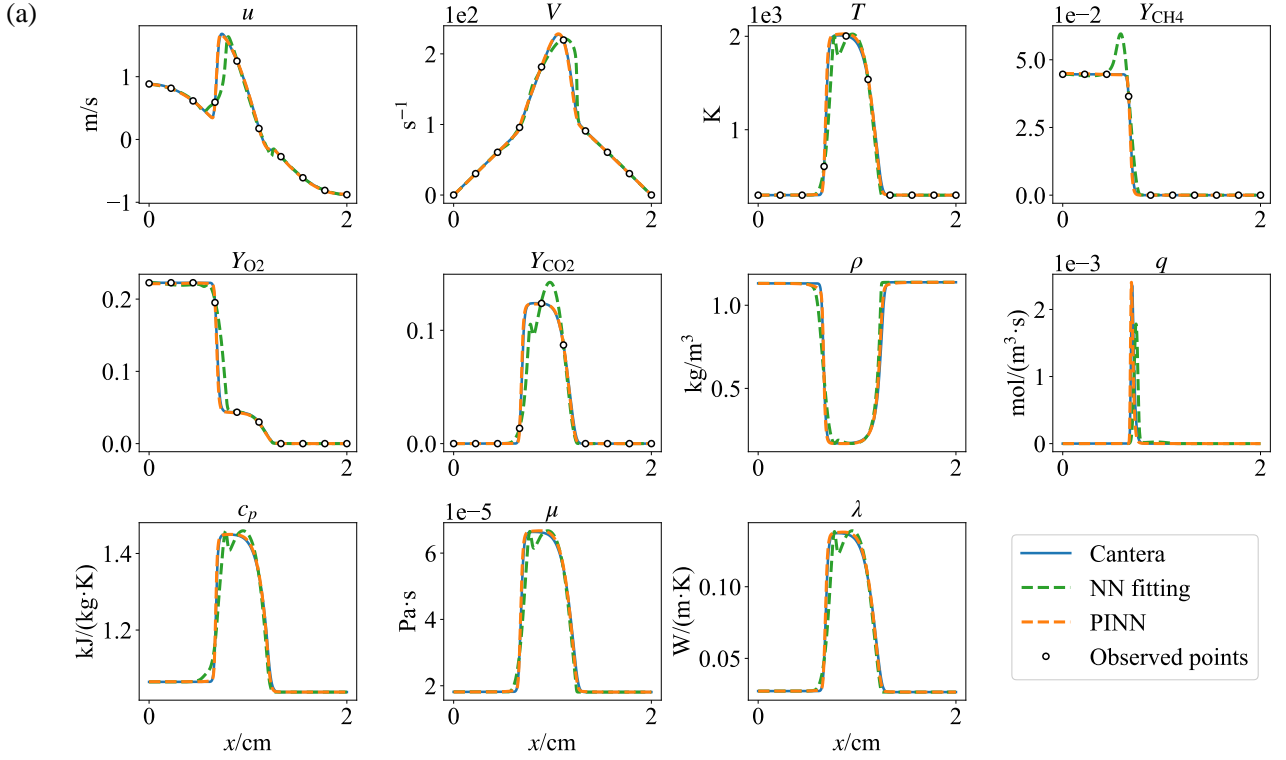 (a)
u
1
0
−1
m/s
0
2
1e2
V
2
1
0
s⁻¹
0
2
1e3
T
2
1
K
0
2
1e−2
Y_CH4
5.0
2.5
0.0
0
2
Y_O2
0.2
0.1
0.0
0
2
Y_CO2
0.1
0.0
0
2
ρ
1.0
0.5
kg/m³
0
2
1e−3
q
2
1
0
mol/(m³·s)
0
2
c_p
1.4
1.2
kJ/(kg·K)
0
2
x/cm
1e−5
μ
6
4
2
Pa·s
0
2
x/cm
λ
0.10
0.05
W/(m·K)
0
2
x/cm
Cantera
NN fitting
PINN
Observed points